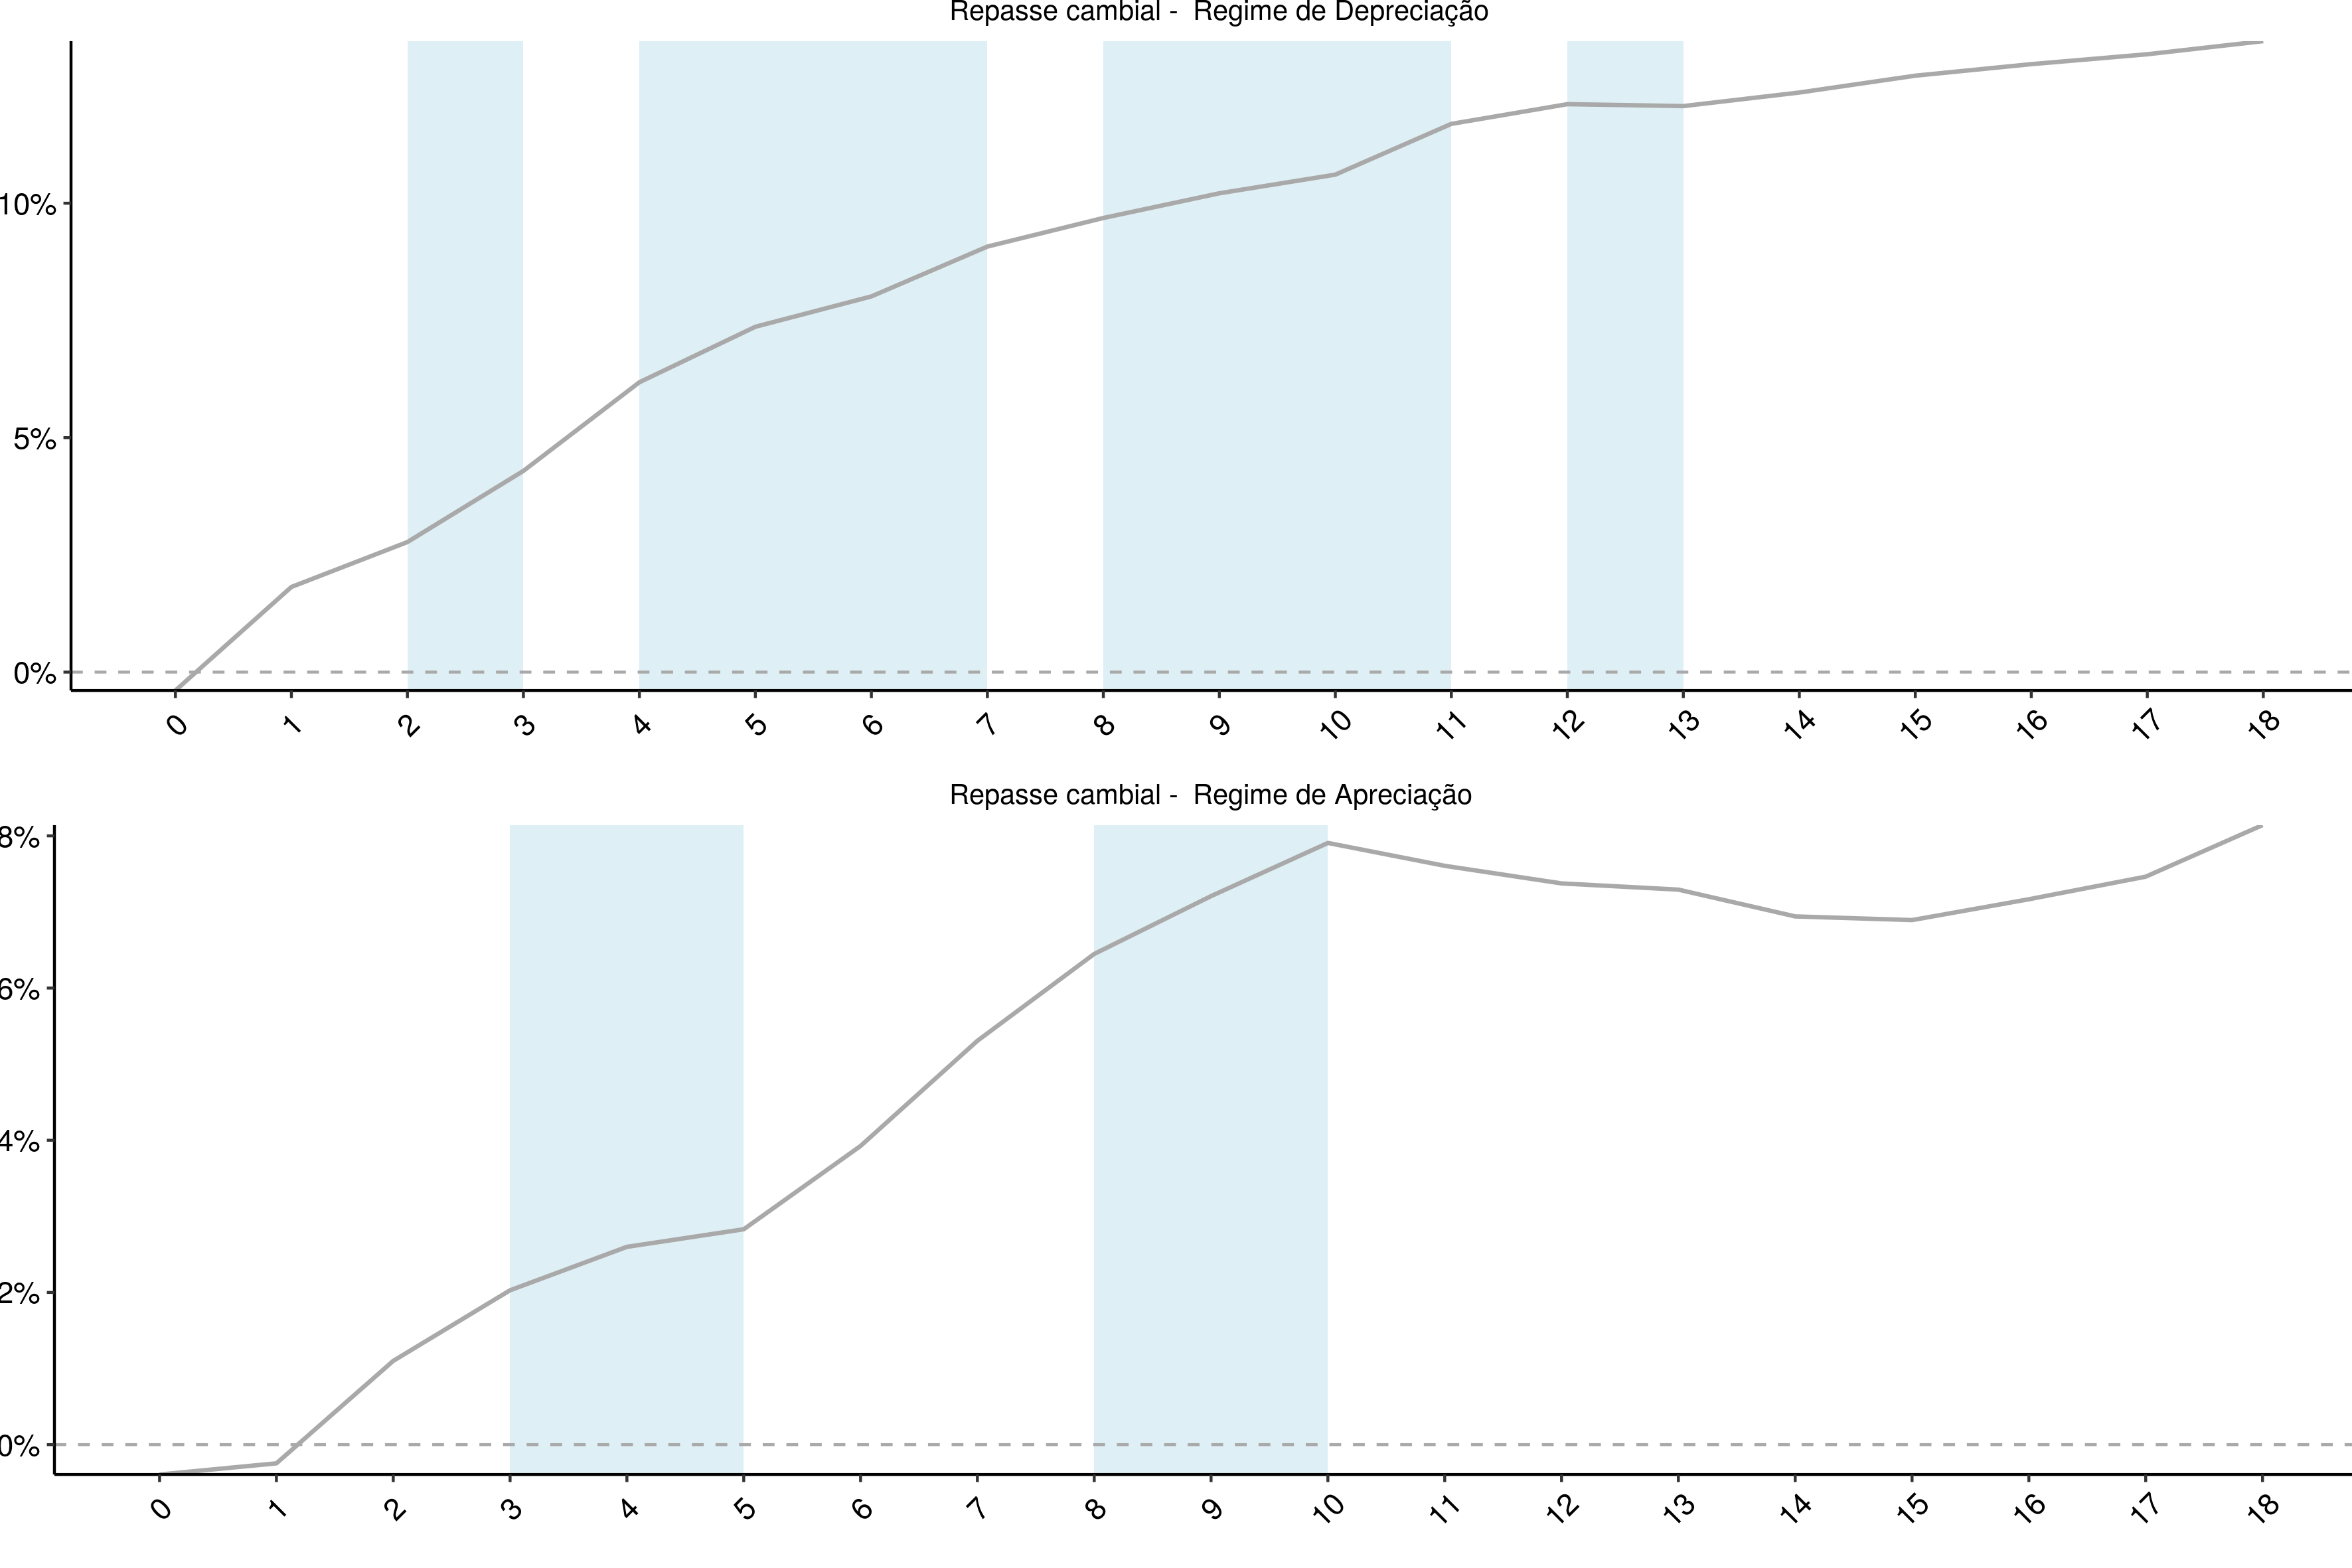 Repasse cambial -  Regime de Depreciação
10%
5%
0%
0 1 2 3 4 5 6 7 8 9 10 11 12 13 14 15 16 17 18
Repasse cambial -  Regime de Apreciação
8%
6%
4%
2%
0%
0 1 2 3 4 5 6 7 8 9 10 11 12 13 14 15 16 17 18